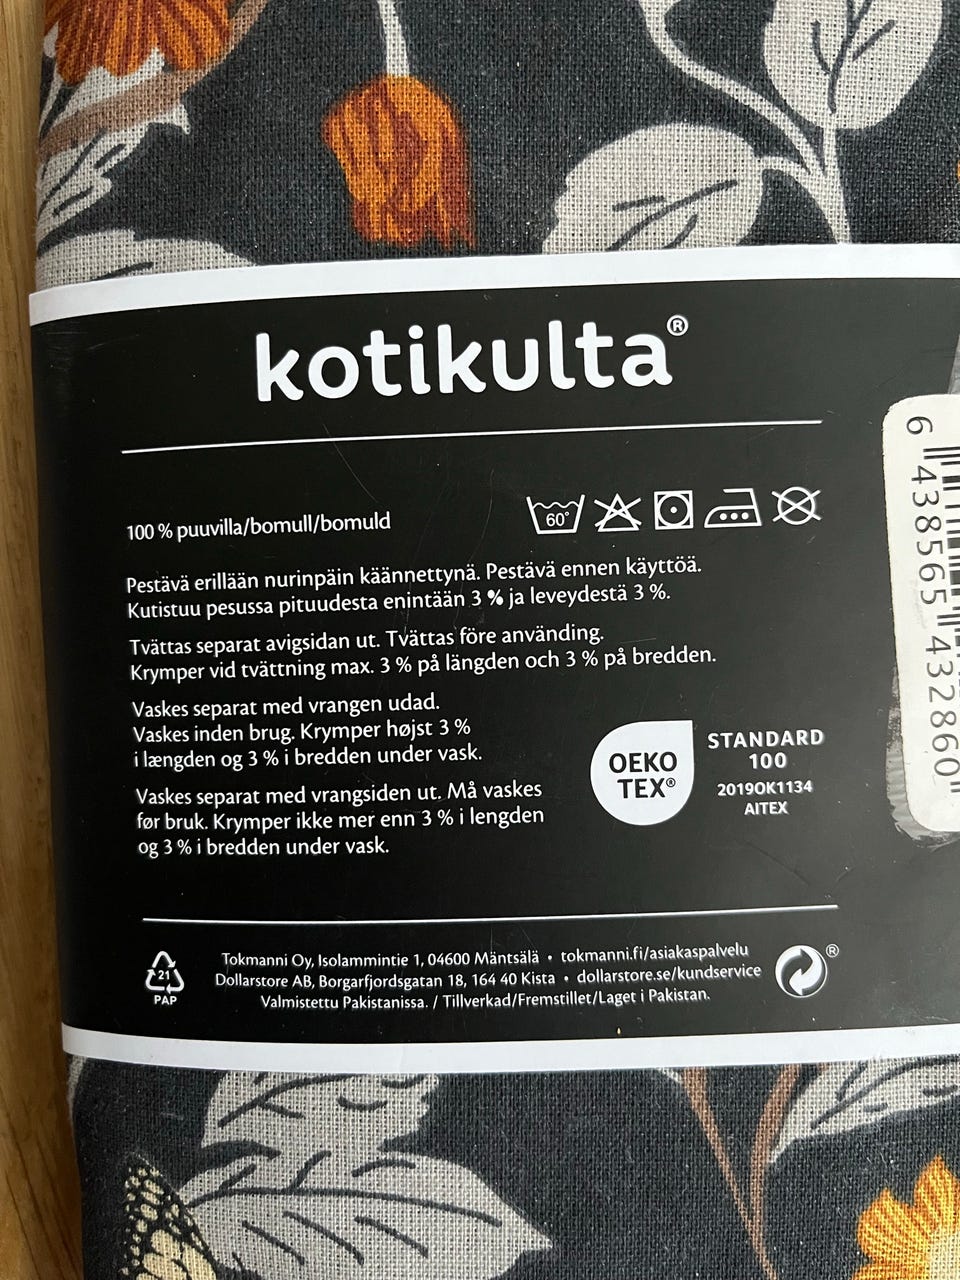 kotikulta®
100 % puuvilla/bomull/bomuld
60°
Pestävä erillään nurinpäin käännettynä. Pestävä ennen käyttöä.
Kutistuu pesussa pituudesta enintään 3 % ja leveydestä 3 %.
Tvättas separat avigsidan ut. Tvättas före använding.
Krymper vid tvättning max. 3 % på längden och 3 % på bredden.
Vaskes separat med vrangen udad.
Vaskes inden brug. Krymper højst 3 %
i længden og 3 % i bredden under vask.
Vaskes separat med vrangsiden ut. Må vaskes
før bruk. Krymper ikke mer enn 3 % i lengden
og 3 % i bredden under vask.
OEKO
TEX®
STANDARD
100
2019OK1134
AITEX
6 438565 432860
21
PAP
Tokmanni Oy, Isolammintie 1, 04600 Mäntsälä • tokmanni.fi/asiakaspalvelu
Dollarstore AB, Borgarfjordsgatan 18, 164 40 Kista • dollarstore.se/kundservice
Valmistettu Pakistanissa. / Tillverkad/Fremstillet/Laget i Pakistan.
®